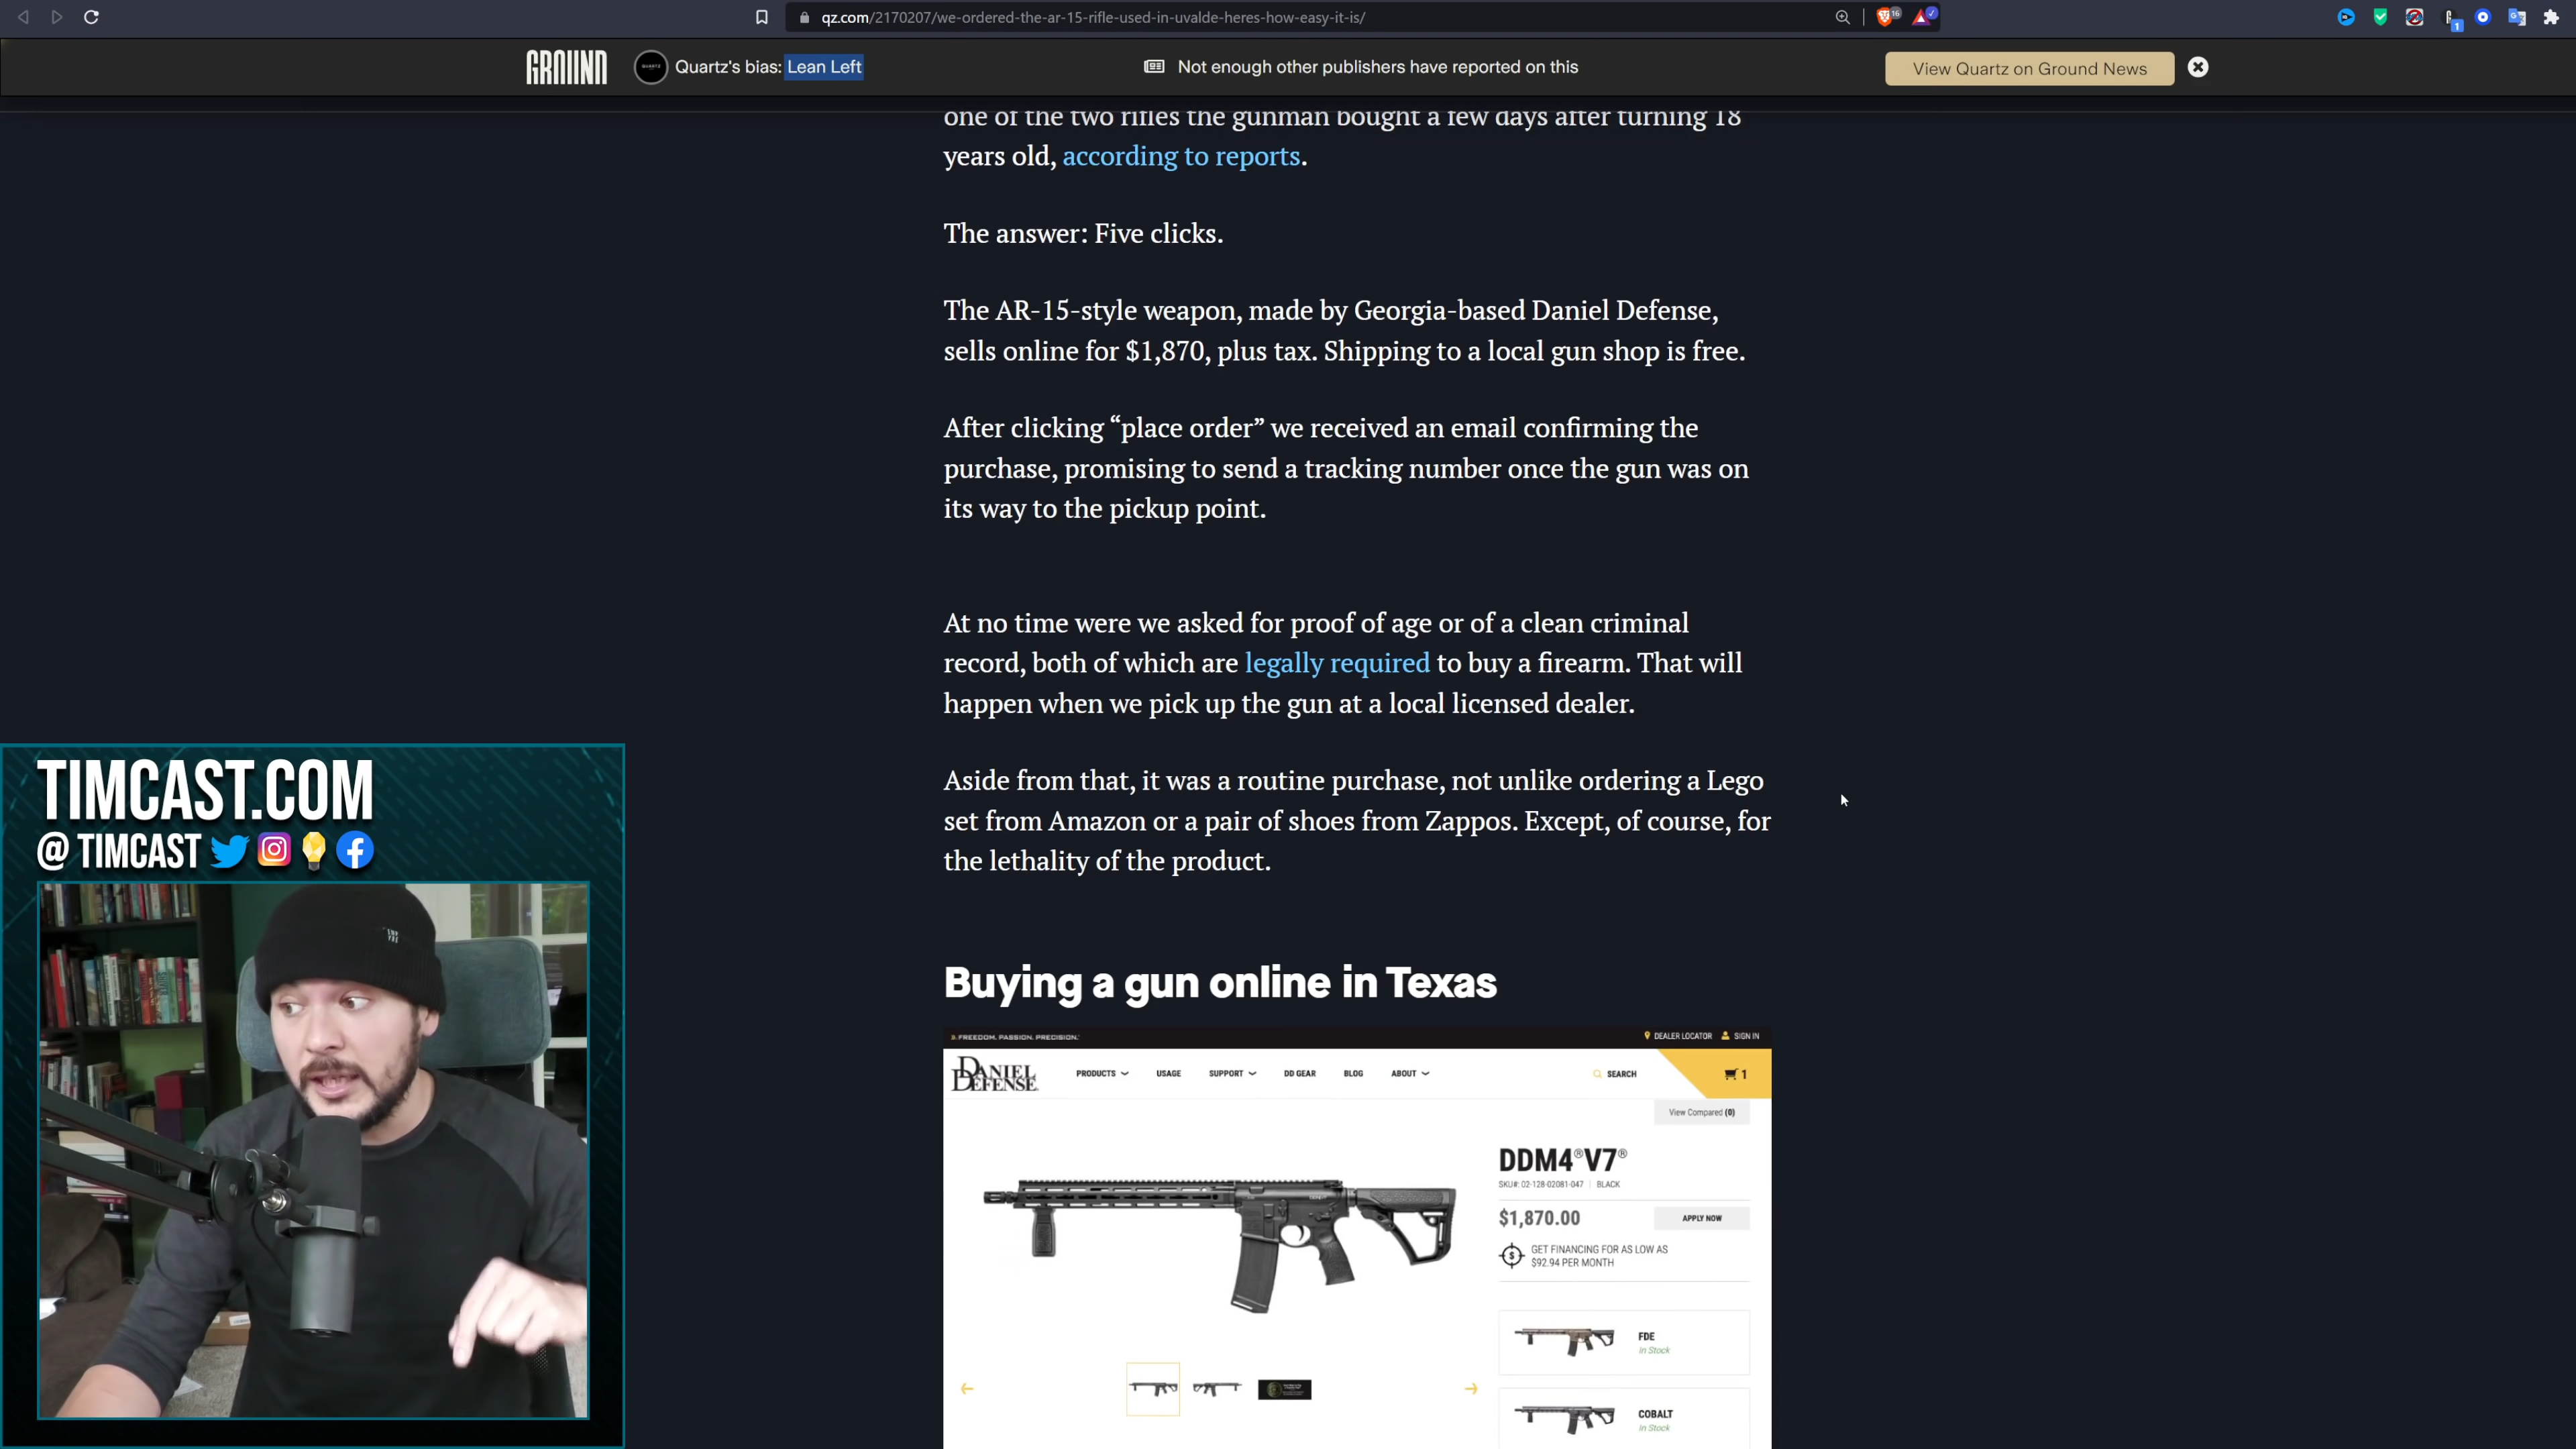 qz.com/2170207/we-ordered-the-ar-15-rifle-used-in-uvalde-heres-how-easy-it-is/
16
1
GROUND
QUARTZ
Quartz's bias: Lean Left
Not enough other publishers have reported on this
View Quartz on Ground News
one of the two rifles the gunman bought a few days after turning 18
years old, according to reports.
The answer: Five clicks.
The AR-15-style weapon, made by Georgia-based Daniel Defense,
sells online for $1,870, plus tax. Shipping to a local gun shop is free.
After clicking “place order” we received an email confirming the
purchase, promising to send a tracking number once the gun was on
its way to the pickup point.
At no time were we asked for proof of age or of a clean criminal
record, both of which are legally required to buy a firearm. That will
happen when we pick up the gun at a local licensed dealer.
Aside from that, it was a routine purchase, not unlike ordering a Lego
set from Amazon or a pair of shoes from Zappos. Except, of course, for
the lethality of the product.
Buying a gun online in Texas
FREEDOM. PASSION. PRECISION.
DEALER LOCATOR SIGN IN
DANIEL
DEFENSE
PRODUCTS USAGE SUPPORT DD GEAR BLOG ABOUT SEARCH 1
View Compared (0)
DDM4®V7®
SKU#: 02-128-02081-047 | BLACK
$1,870.00 APPLY NOW
GET FINANCING FOR AS LOW AS
$92.94 PER MONTH
FDE
In Stock
COBALT
In Stock
TIMCAST.COM
@ TIMCAST